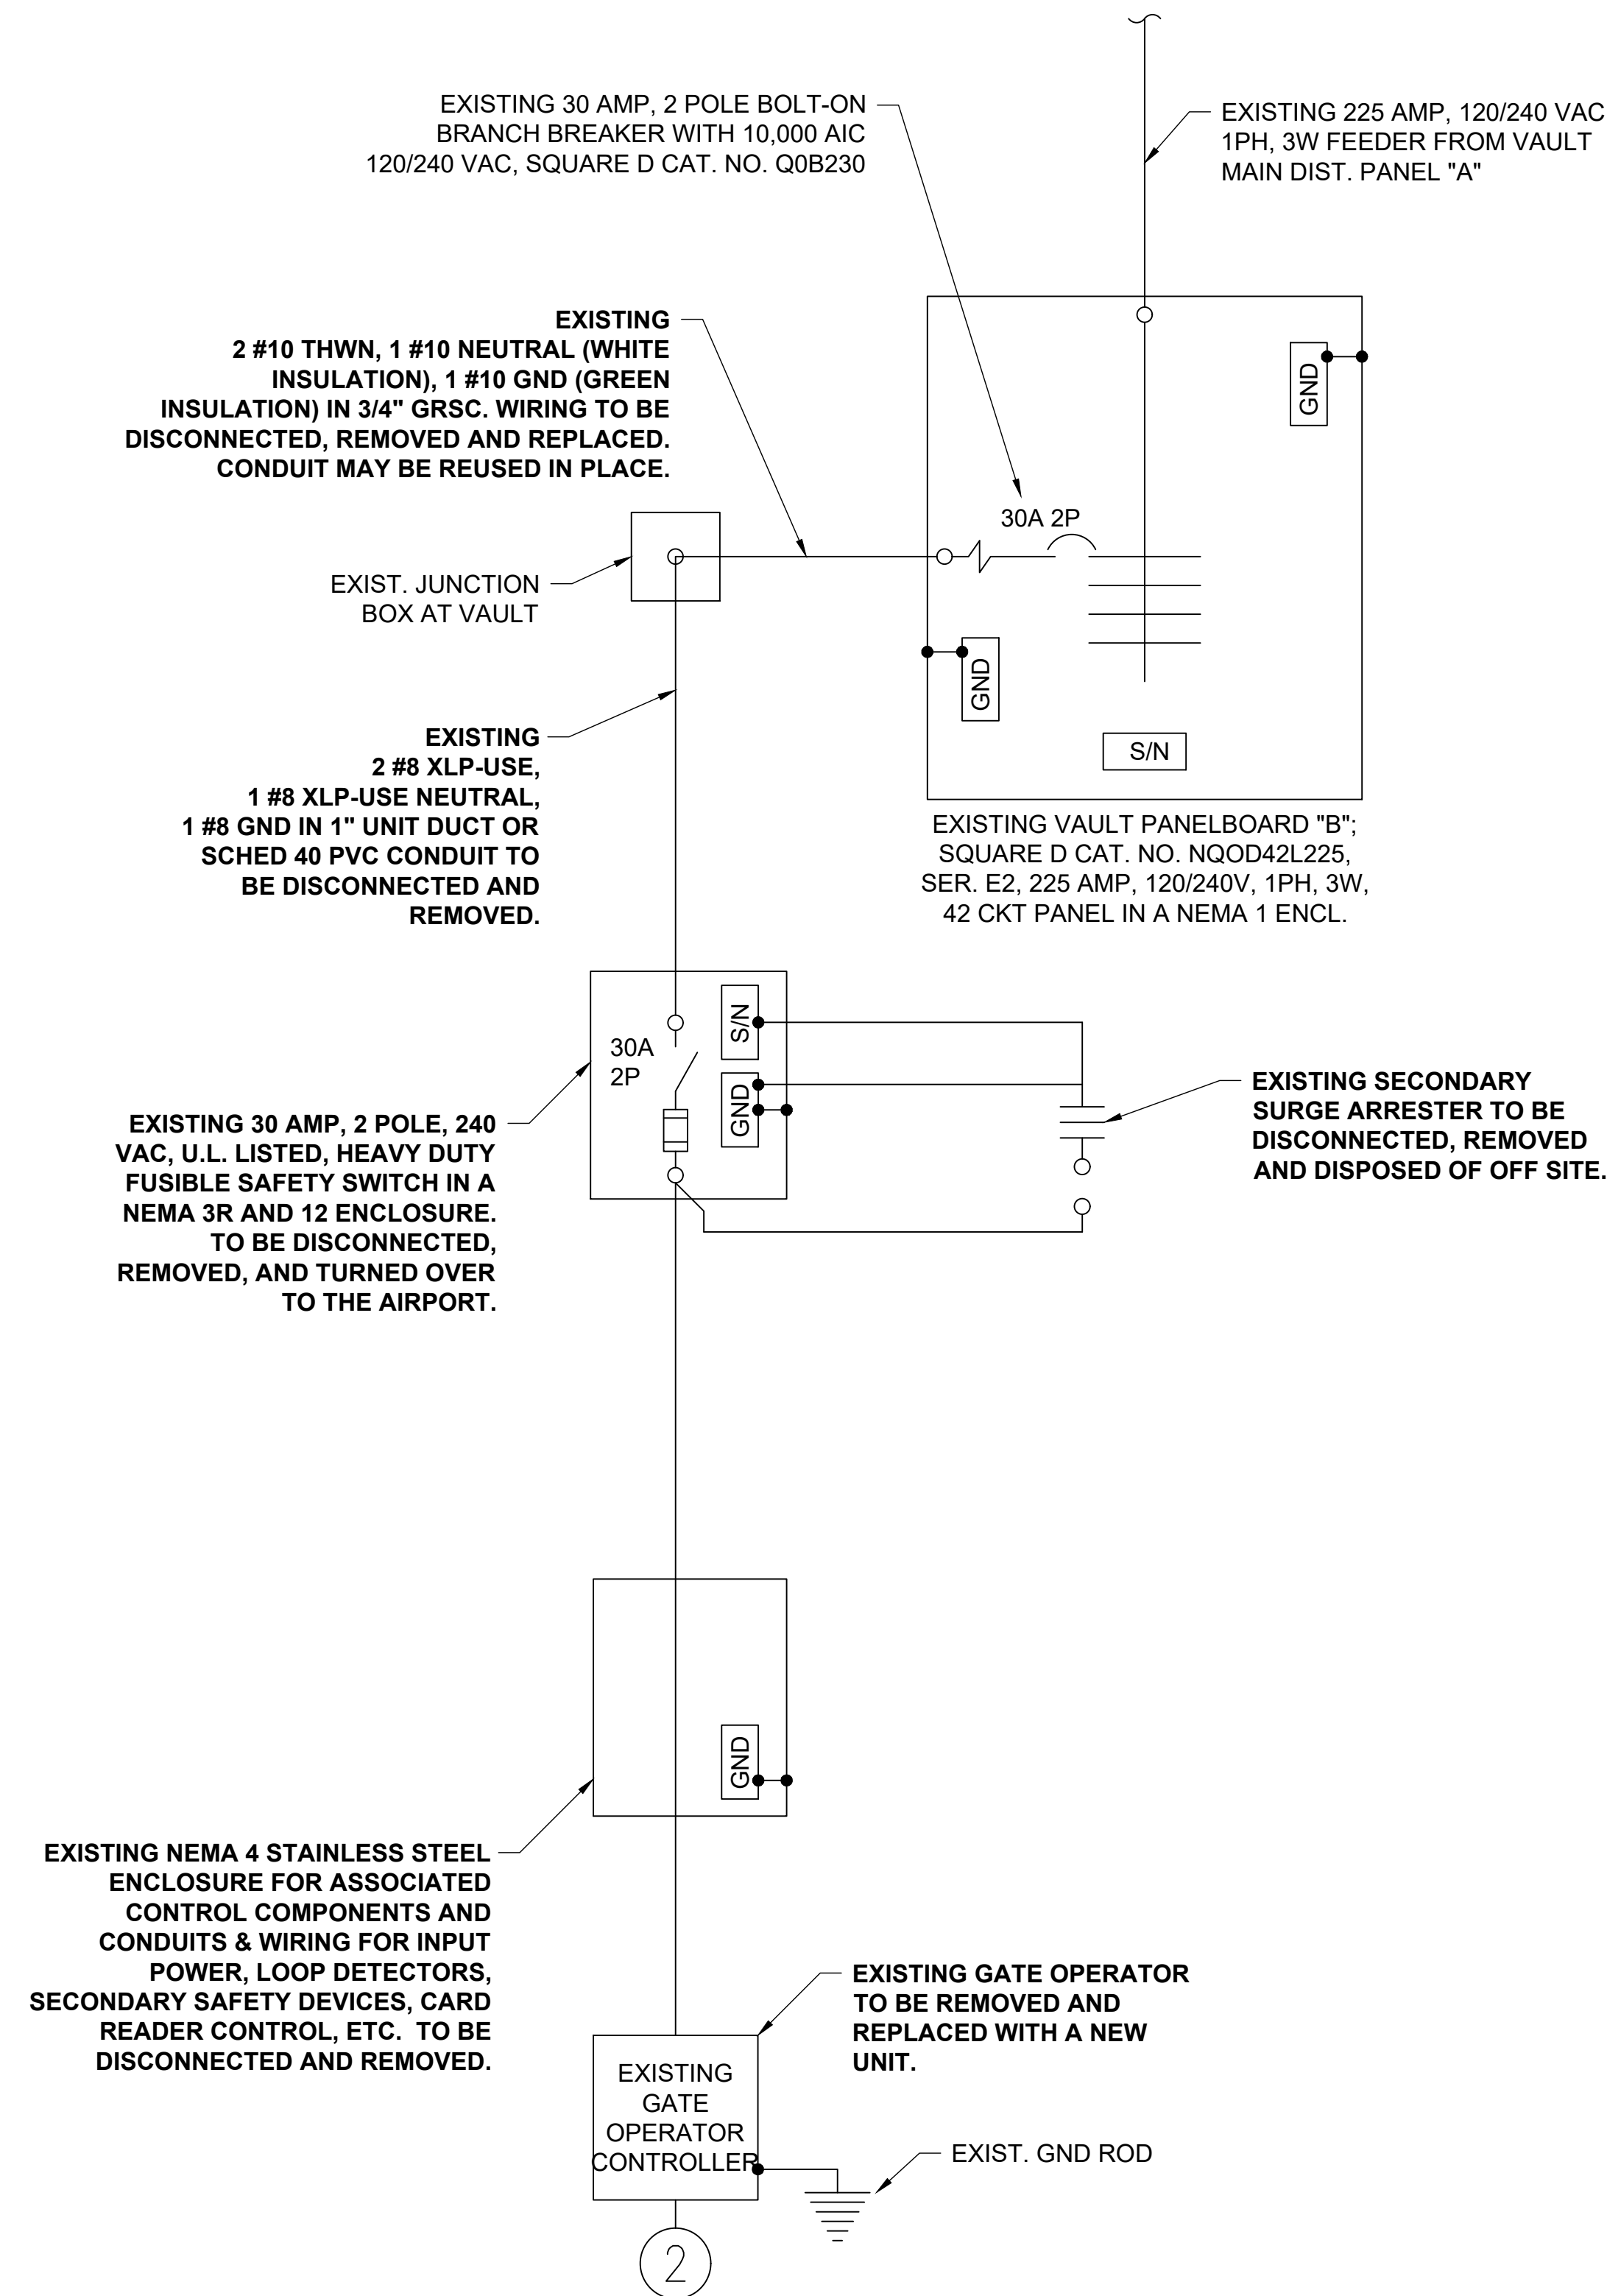 EXISTING 30 AMP, 2 POLE BOLT-ON
BRANCH BREAKER WITH 10,000 AIC
120/240 VAC, SQUARE D CAT. NO. Q0B230
EXISTING 225 AMP, 120/240 VAC
1PH, 3W FEEDER FROM VAULT
MAIN DIST. PANEL "A"
EXISTING
2 #10 THWN, 1 #10 NEUTRAL (WHITE
INSULATION), 1 #10 GND (GREEN
INSULATION) IN 3/4" GRSC. WIRING TO BE
DISCONNECTED, REMOVED AND REPLACED.
CONDUIT MAY BE REUSED IN PLACE.
GND
30A 2P
EXIST. JUNCTION
BOX AT VAULT
GND
S/N
EXISTING
2 #8 XLP-USE,
1 #8 XLP-USE NEUTRAL,
1 #8 GND IN 1" UNIT DUCT OR
SCHED 40 PVC CONDUIT TO
BE DISCONNECTED AND
REMOVED.
EXISTING VAULT PANELBOARD "B";
SQUARE D CAT. NO. NQOD42L225,
SER. E2, 225 AMP, 120/240V, 1PH, 3W,
42 CKT PANEL IN A NEMA 1 ENCL.
30A
2P
S/N
GND
EXISTING SECONDARY
SURGE ARRESTER TO BE
DISCONNECTED, REMOVED
AND DISPOSED OF OFF SITE.
EXISTING 30 AMP, 2 POLE, 240
VAC, U.L. LISTED, HEAVY DUTY
FUSIBLE SAFETY SWITCH IN A
NEMA 3R AND 12 ENCLOSURE.
TO BE DISCONNECTED,
REMOVED, AND TURNED OVER
TO THE AIRPORT.
GND
EXISTING NEMA 4 STAINLESS STEEL
ENCLOSURE FOR ASSOCIATED
CONTROL COMPONENTS AND
CONDUITS & WIRING FOR INPUT
POWER, LOOP DETECTORS,
SECONDARY SAFETY DEVICES, CARD
READER CONTROL, ETC. TO BE
DISCONNECTED AND REMOVED.
EXISTING GATE OPERATOR
TO BE REMOVED AND
REPLACED WITH A NEW
UNIT.
EXISTING
GATE
OPERATOR
CONTROLLER
EXIST. GND ROD
2